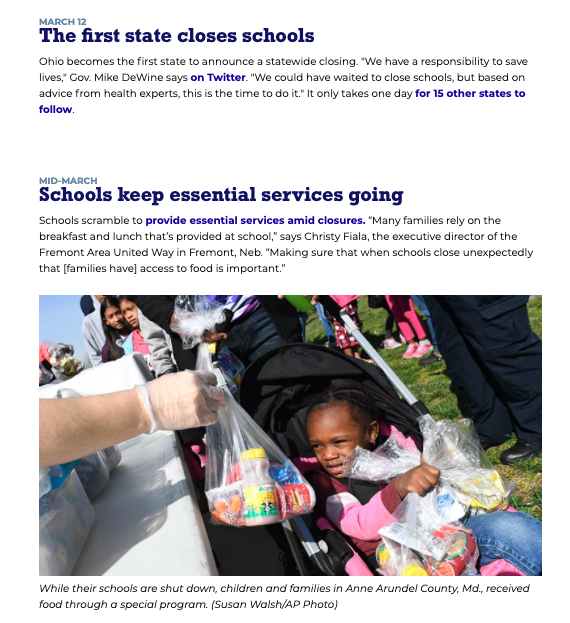 MARCH 12
The first state closes schools
Ohio becomes the first state to announce a statewide closing. "We have a responsibility to save
lives," Gov. Mike DeWine says on Twitter. "We could have waited to close schools, but based on
advice from health experts, this is the time to do it." It only takes one day for 15 other states to
follow.
MID-MARCH
Schools keep essential services going
Schools scramble to provide essential services amid closures. “Many families rely on the
breakfast and lunch that’s provided at school,” says Christy Fiala, the executive director of the
Fremont Area United Way in Fremont, Neb. “Making sure that when schools close unexpectedly
that [families have] access to food is important.”
While their schools are shut down, children and families in Anne Arundel County, Md., received
food through a special program. (Susan Walsh/AP Photo)